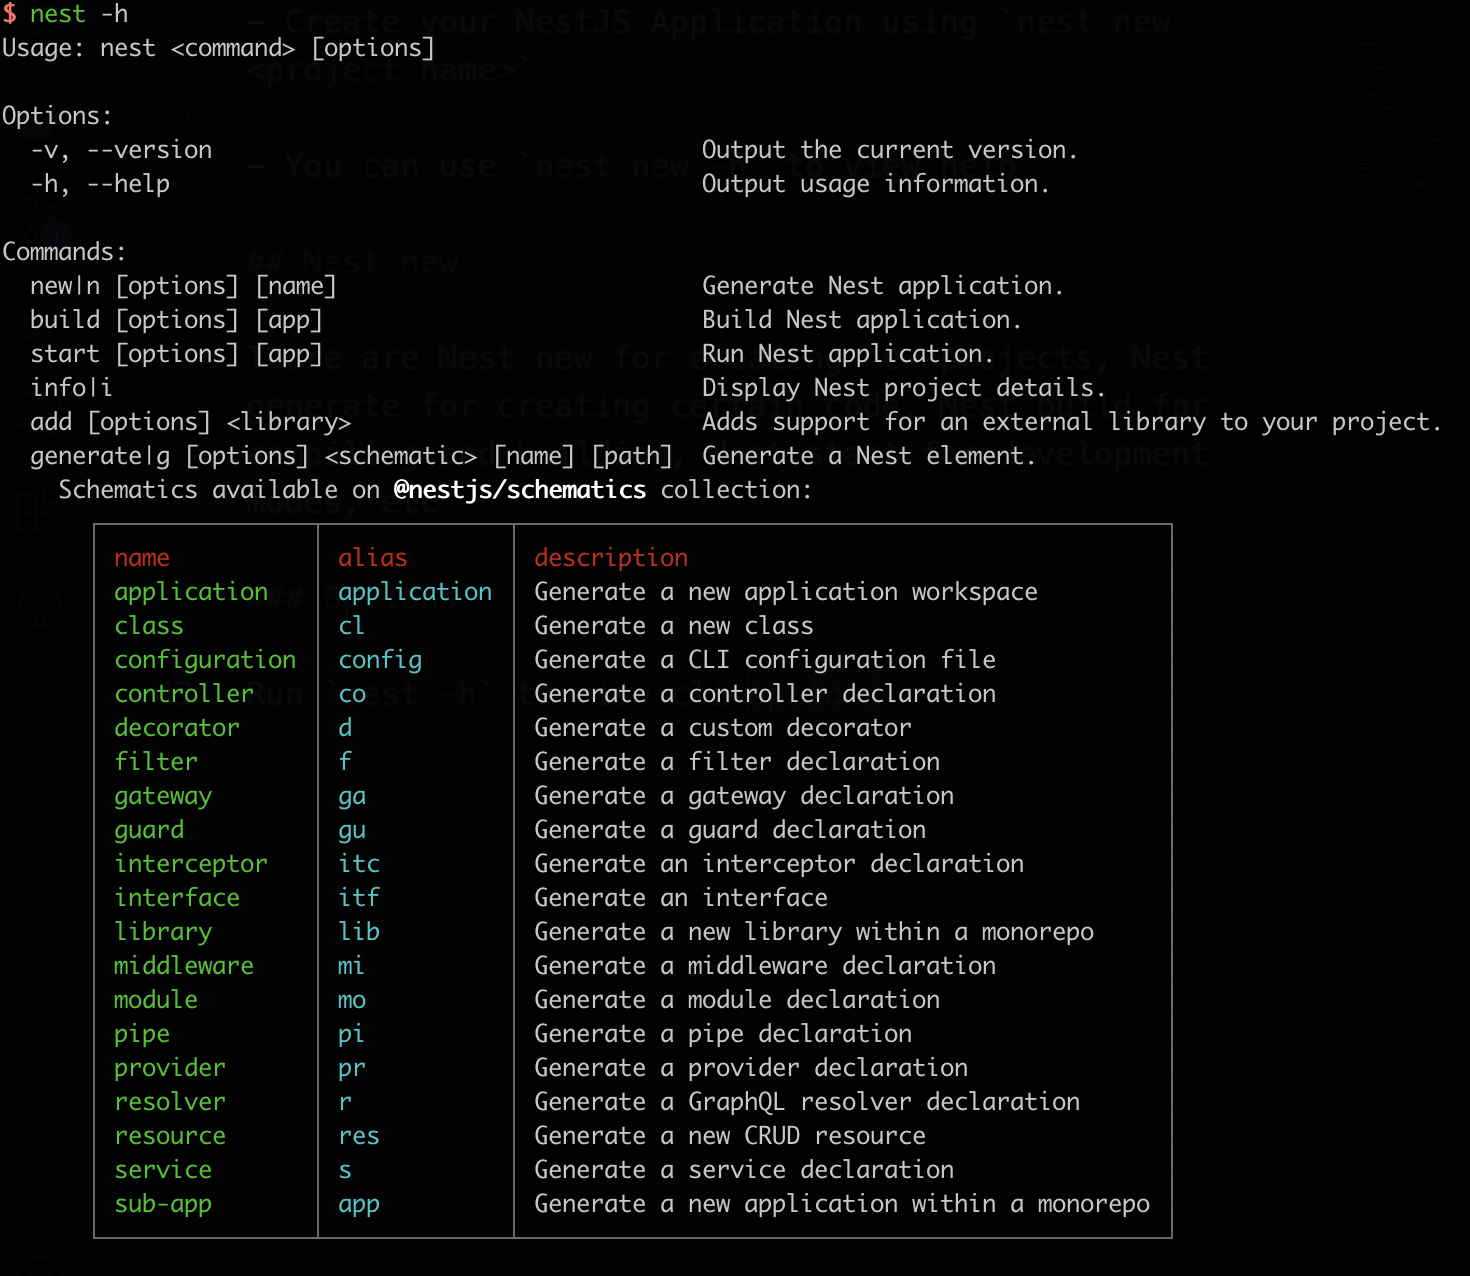 $ nest -h
Usage: nest <command> [options]
Options:
-v, --version Output the current version.
-h, --help Output usage information.
Commands:
new|n [options] [name] Generate Nest application.
build [options] [app] Build Nest application.
start [options] [app] Run Nest application.
info|i Display Nest project details.
add [options] <library> Adds support for an external library to your project.
generate|g [options] <schematic> [name] [path] Generate a Nest element.
Schematics available on @nestjs/schematics collection:
name alias description
application application Generate a new application workspace
class cl Generate a new class
configuration config Generate a CLI configuration file
controller co Generate a controller declaration
decorator d Generate a custom decorator
filter f Generate a filter declaration
gateway ga Generate a gateway declaration
guard gu Generate a guard declaration
interceptor itc Generate an interceptor declaration
interface itf Generate an interface
library lib Generate a new library within a monorepo
middleware mi Generate a middleware declaration
module mo Generate a module declaration
pipe pi Generate a pipe declaration
provider pr Generate a provider declaration
resolver r Generate a GraphQL resolver declaration
resource res Generate a new CRUD resource
service s Generate a service declaration
sub-app app Generate a new application within a monorepo